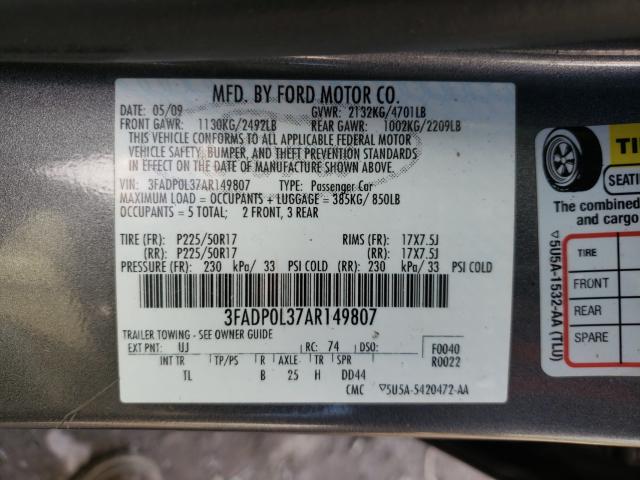 MFD. BY FORD MOTOR CO.
DATE: 05/09 GVWR: 2132KG/4701LB
FRONT GAWR: 1130KG/2492LB REAR GAWR: 1002KG/2209LB
THIS VEHICLE CONFORMS TO ALL APPLICABLE FEDERAL MOTOR
VEHICLE SAFETY, BUMPER, AND THEFT PREVENTION STANDARDS
IN EFFECT ON THE DATE OF MANUFACTURE SHOWN ABOVE.
VIN: 3FADP0L37AR149807 TYPE: Passenger Car
MAXIMUM LOAD = OCCUPANTS + LUGGAGE = 385KG/ 850LB
OCCUPANTS = 5 TOTAL; 2 FRONT, 3 REAR
TIRE (FR): P225/50R17 RIMS (FR): 17X7.5J
(RR): P225/50R17 (RR): 17X7.5J
PRESSURE (FR): 230 kPa/ 33 PSI COLD (RR): 230 kPa/ 33 PSI COLD
3FADP0L37AR149807
TRAILER TOWING - SEE OWNER GUIDE
EXT PNT: UJ RC: 74 DSO: F0040
R0022
INT TR TP/PS R AXLE TR SPR
TL B 25 H DD44
CMC ▽5U5A-5420472-AA
▽5U5A-1532-AA (TLU)
TI
SEATI
The combined
and cargo
TIRE
FRONT
REAR
SPARE